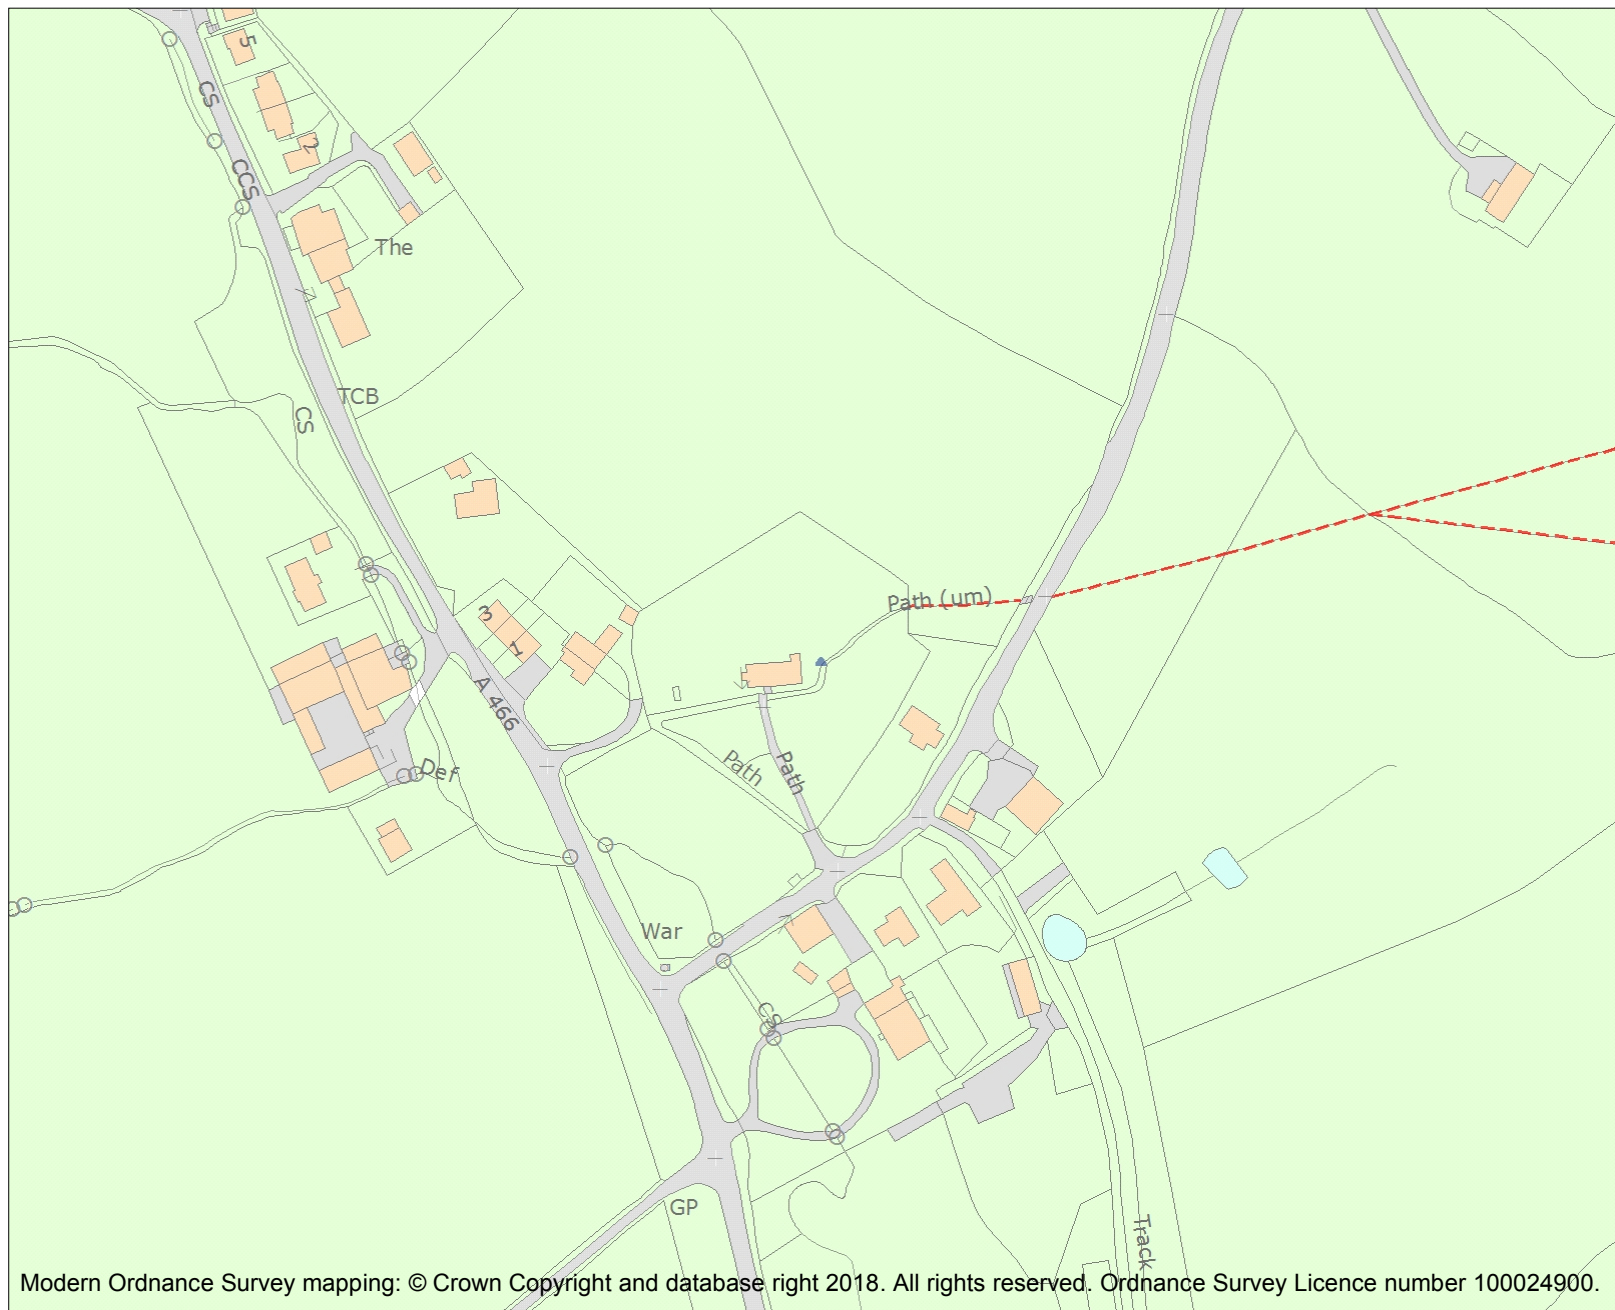 5
CS
2
CCS
The
TCB
CS
Path (um)
3
1
A 466
Path
Path
Def
War
CS
GP
Track
Modern Ordnance Survey mapping: © Crown Copyright and database right 2018. All rights reserved. Ordnance Survey Licence number 100024900.